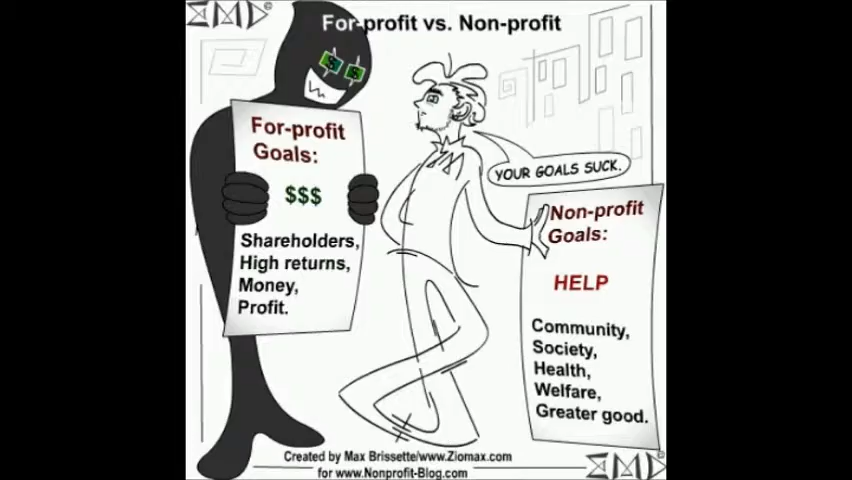 EMD©
For-profit vs. Non-profit
For-profit
Goals:
$$$
Shareholders,
High returns,
Money,
Profit.
YOUR GOALS SUCK.
Non-profit
Goals:
HELP
Community,
Society,
Health,
Welfare,
Greater good.
Created by Max Brissette/www.Ziomax.com
for www.Nonprofit-Blog.com
EMD©